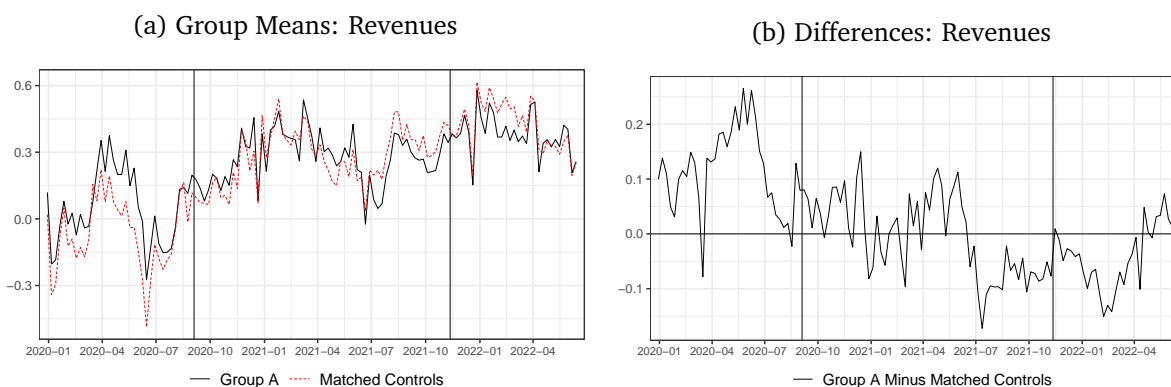 (a) Group Means: Revenues
0.6
0.3
0.0
−0.3
2020−01 2020−04 2020−07 2020−10 2021−01 2021−04 2021−07 2021−10 2022−01 2022−04
Group A Matched Controls
(b) Differences: Revenues
0.2
0.1
0.0
−0.1
2020−01 2020−04 2020−07 2020−10 2021−01 2021−04 2021−07 2021−10 2022−01 2022−04
Group A Minus Matched Controls